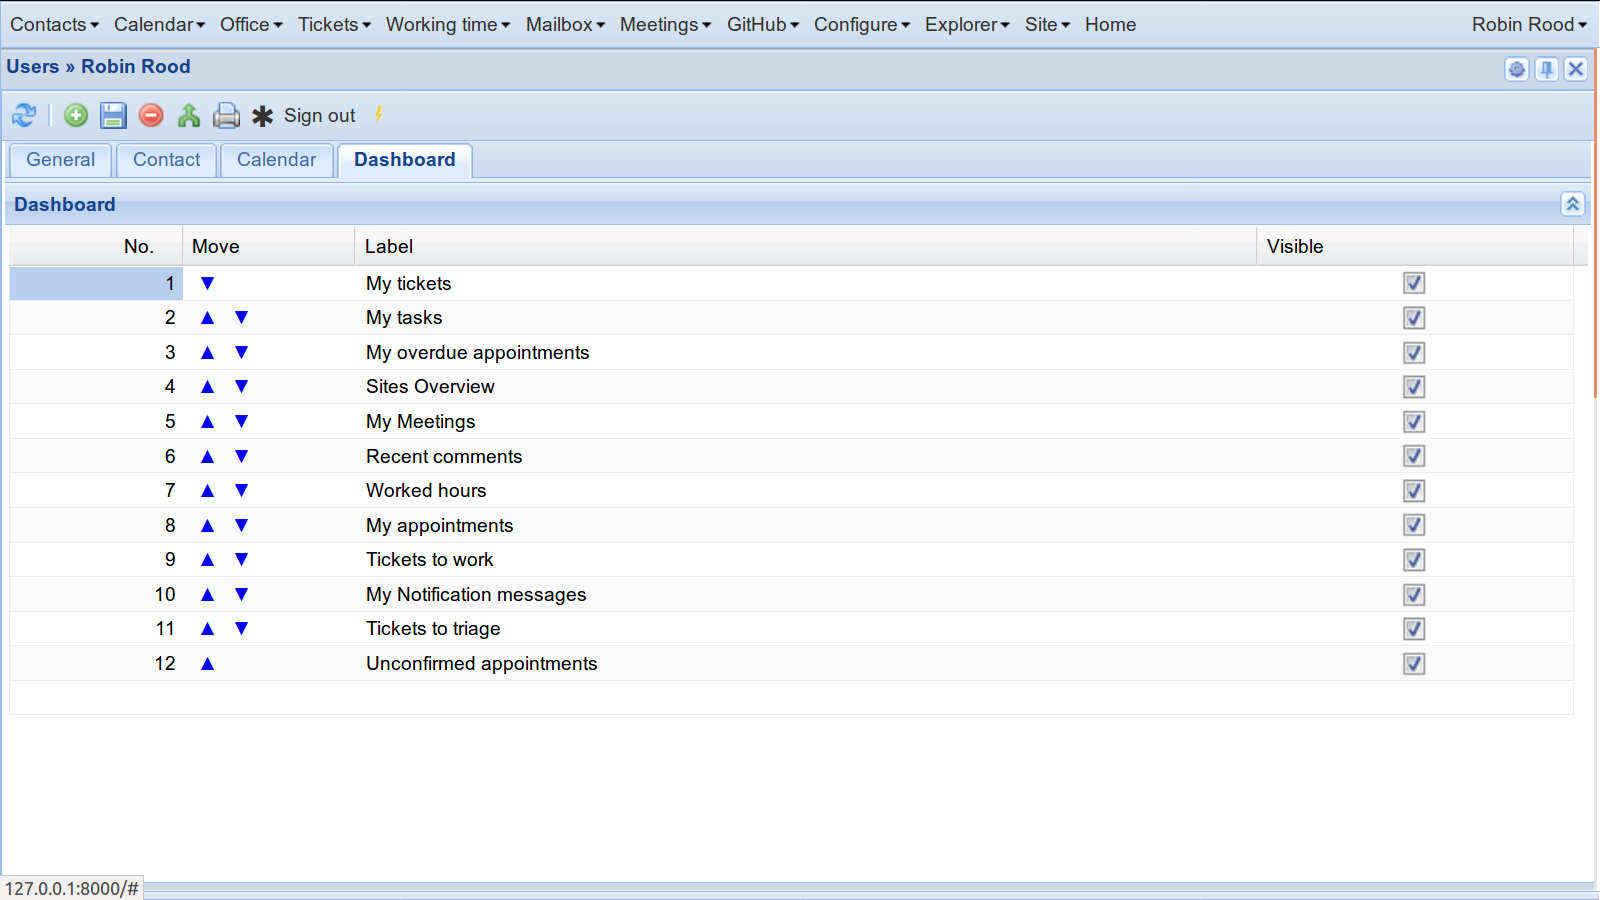 Contacts Calendar Office Tickets Working time Mailbox Meetings GitHub Configure Explorer Site Home Robin Rood
Users » Robin Rood
Sign out
General Contact Calendar Dashboard
Dashboard
No. Move Label Visible
1 ▼ My tickets
2 ▲ ▼ My tasks
3 ▲ ▼ My overdue appointments
4 ▲ ▼ Sites Overview
5 ▲ ▼ My Meetings
6 ▲ ▼ Recent comments
7 ▲ ▼ Worked hours
8 ▲ ▼ My appointments
9 ▲ ▼ Tickets to work
10 ▲ ▼ My Notification messages
11 ▲ ▼ Tickets to triage
12 ▲ Unconfirmed appointments
127.0.0.1:8000/#